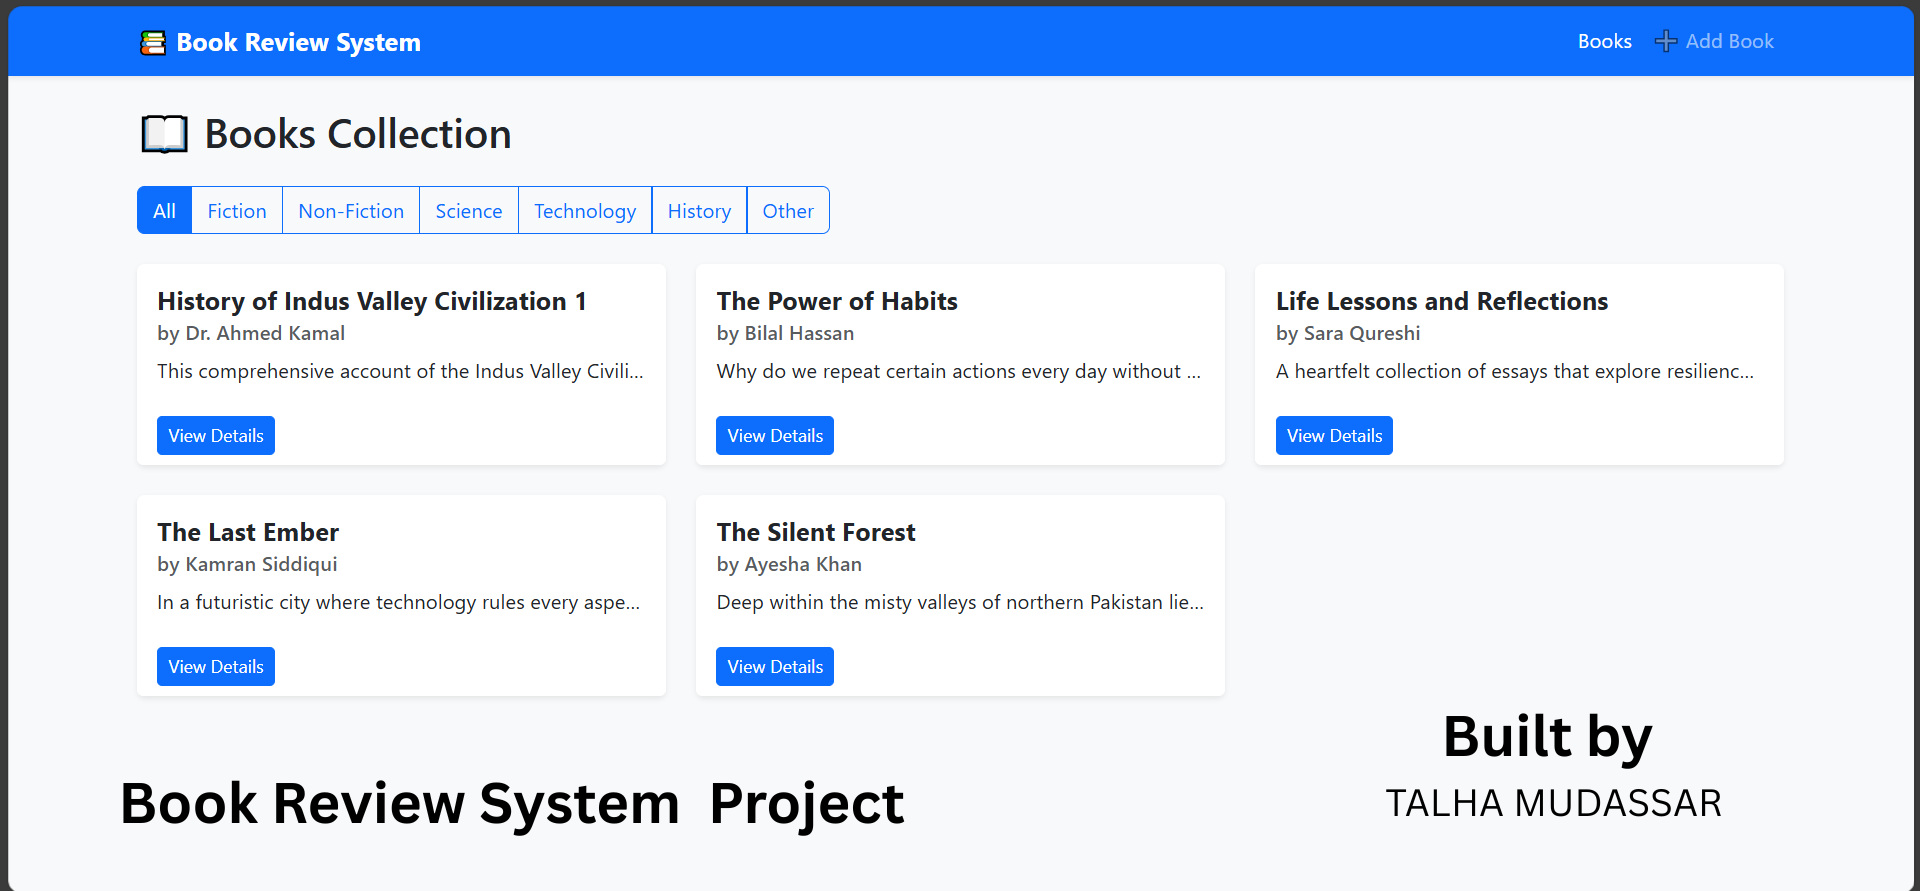 Book Review System
Books Add Book
Books Collection
All Fiction Non-Fiction Science Technology History Other
History of Indus Valley Civilization 1
by Dr. Ahmed Kamal
This comprehensive account of the Indus Valley Civili...
View Details
The Power of Habits
by Bilal Hassan
Why do we repeat certain actions every day without ...
View Details
Life Lessons and Reflections
by Sara Qureshi
A heartfelt collection of essays that explore resilienc...
View Details
The Last Ember
by Kamran Siddiqui
In a futuristic city where technology rules every aspe...
View Details
The Silent Forest
by Ayesha Khan
Deep within the misty valleys of northern Pakistan lie...
View Details
Book Review System Project
Built by
TALHA MUDASSAR